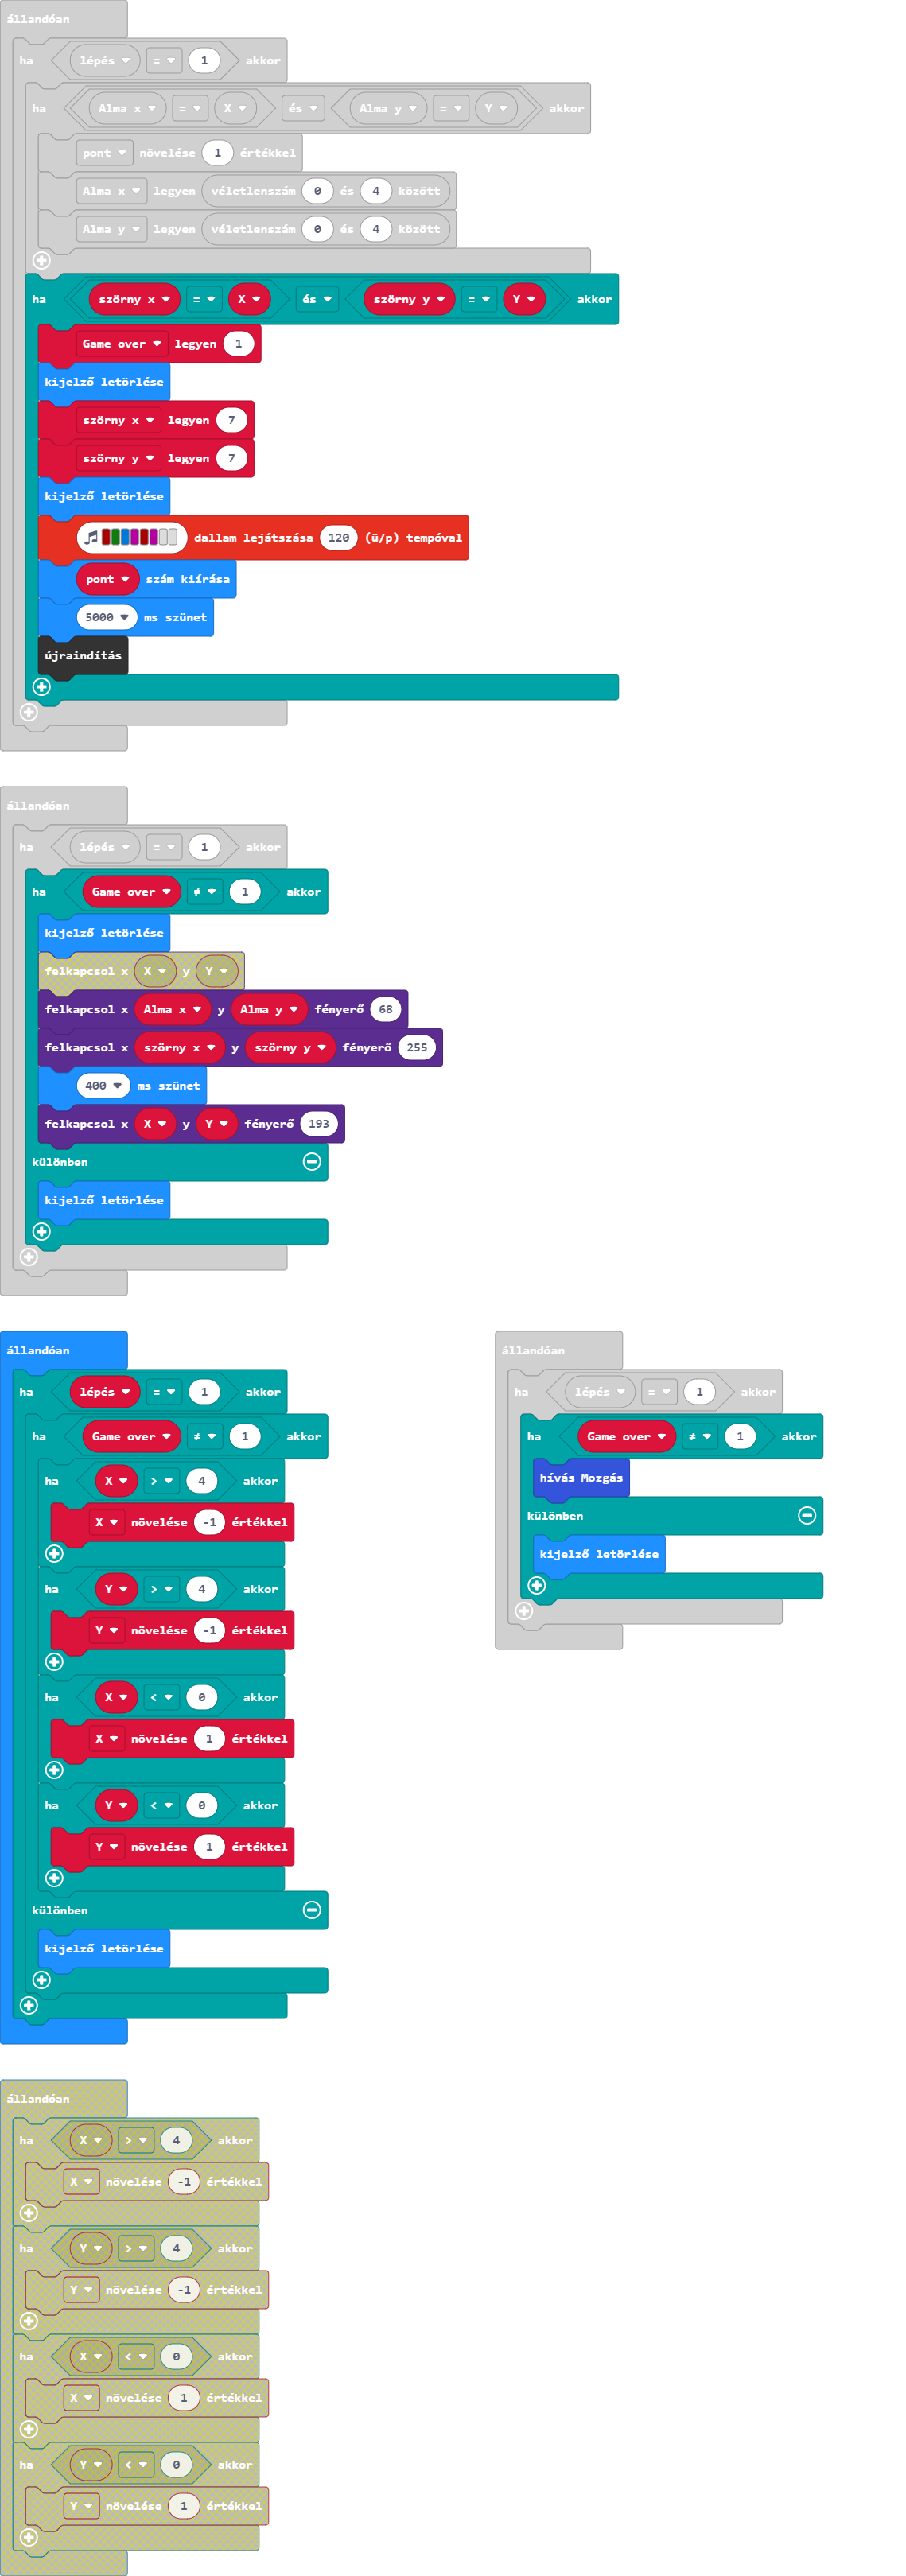 állandóan
ha lépés = 1 akkor
ha Alma x = X és Alma y = Y akkor
pont növelése 1 értékkel
Alma x legyen véletlenszám 0 és 4 között
Alma y legyen véletlenszám 0 és 4 között
ha szörny x = X és szörny y = Y akkor
Game over legyen 1
kijelző letörlése
szörny x legyen 7
szörny y legyen 7
kijelző letörlése
dallam lejátszása 120 (ü/p) tempóval
pont szám kiírása
5000 ms szünet
újraindítás
állandóan
ha lépés = 1 akkor
ha Game over ≠ 1 akkor
kijelző letörlése
felkapcsol x X y Y
felkapcsol x Alma x y Alma y fényerő 68
felkapcsol x szörny x y szörny y fényerő 255
400 ms szünet
felkapcsol x X y Y fényerő 193
különben
kijelző letörlése
állandóan
ha lépés = 1 akkor
ha Game over ≠ 1 akkor
ha X > 4 akkor
X növelése -1 értékkel
ha Y > 4 akkor
Y növelése -1 értékkel
ha X < 0 akkor
X növelése 1 értékkel
ha Y < 0 akkor
Y növelése 1 értékkel
különben
kijelző letörlése
állandóan
ha lépés = 1 akkor
ha Game over ≠ 1 akkor
hívás Mozgás
különben
kijelző letörlése
állandóan
ha X > 4 akkor
X növelése -1 értékkel
ha Y > 4 akkor
Y növelése -1 értékkel
ha X < 0 akkor
X növelése 1 értékkel
ha Y < 0 akkor
Y növelése 1 értékkel